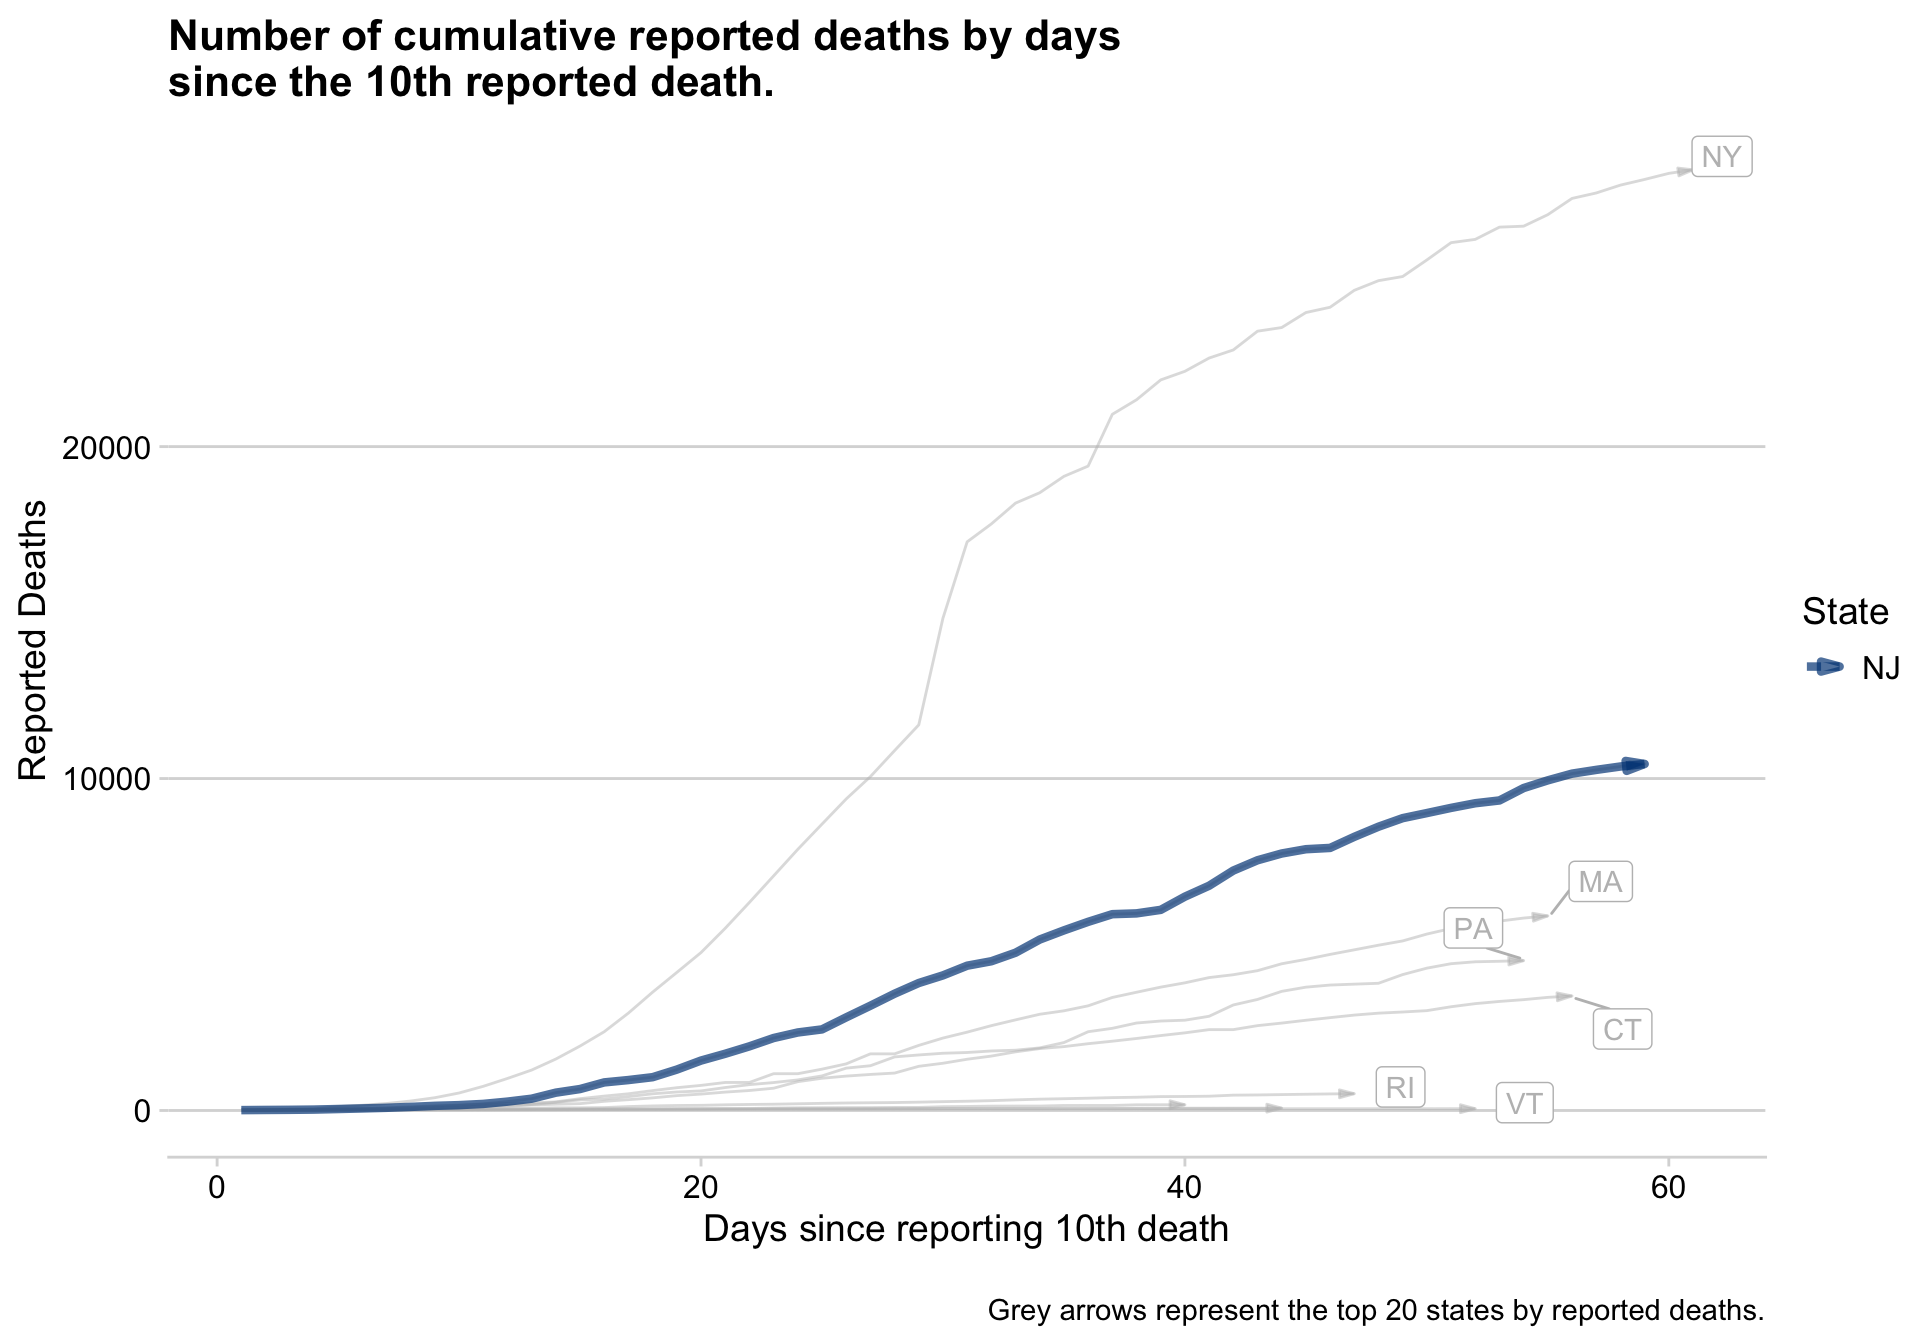 Number of cumulative reported deaths by days
since the 10th reported death.
NY
20000
Reported Deaths
State
NJ
10000
MA
PA
CT
RI
VT
0
0 20 40 60
Days since reporting 10th death
Grey arrows represent the top 20 states by reported deaths.